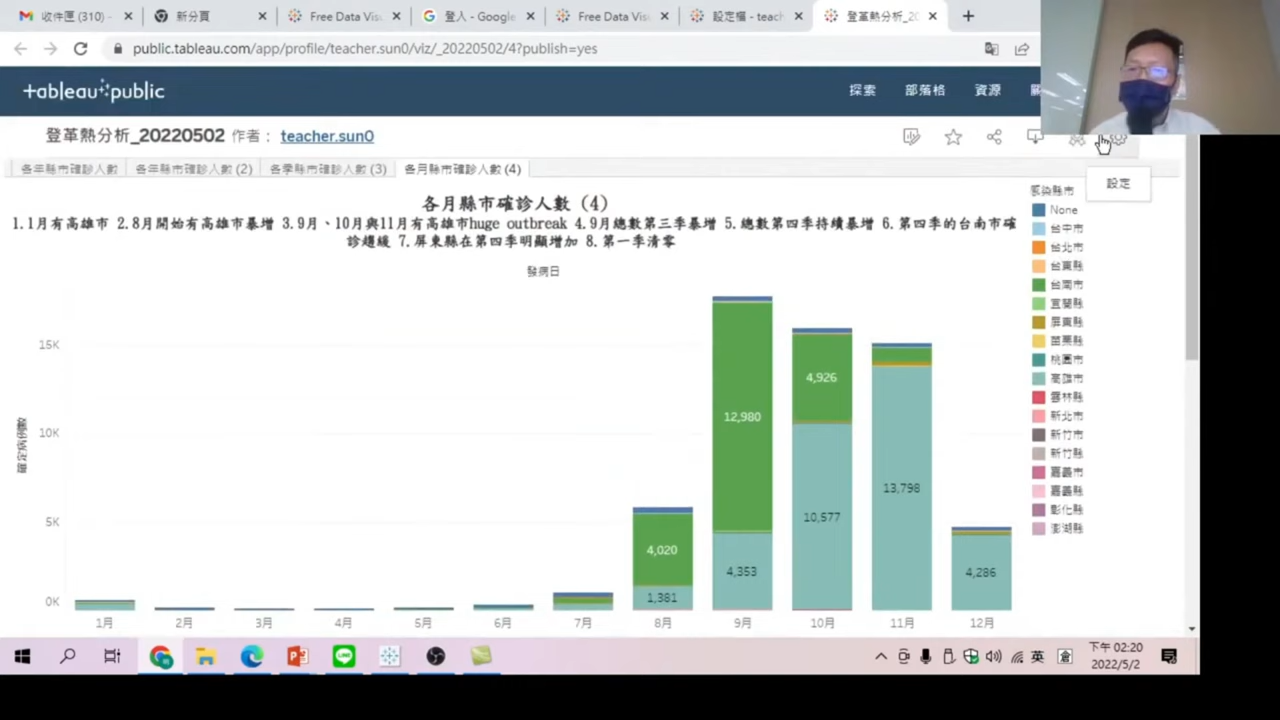 收件匣 (310) -
新分頁
Free Data Visu
登入 - Google
Free Data Vis
設定檔 - teach
登革熱分析_20
public.tableau.com/app/profile/teacher.sun0/viz/_20220502/4?publish=yes
+ableau public
探索
部落格
資源
登革熱分析_20220502 作者： teacher.sun0
各年縣市確診人數
各年縣市確診人數 (2)
各季縣市確診人數 (3)
各月縣市確診人數 (4)
設定
各月縣市確診人數 (4)
1.1月有高雄市 2.8月開始有高雄市暴增 3.9月、10月與11月有高雄市huge outbreak 4.9月總數第三季暴增 5.總數第四季持續暴增 6.第四季的台南市確
診趨緩 7.屏東縣在第四季明顯增加 8.第一季清零
發病日
確定病例數
15K
10K
5K
0K
4,020
1,381
12,980
4,353
4,926
10,577
13,798
4,286
1月
2月
3月
4月
5月
6月
7月
8月
9月
10月
11月
12月
感染縣市
None
台中市
台北市
台東縣
台南市
宜蘭縣
屏東縣
苗栗縣
桃園市
高雄市
雲林縣
新北市
新竹市
新竹縣
嘉義市
嘉義縣
彰化縣
澎湖縣
英
下午 02:20
2022/5/2